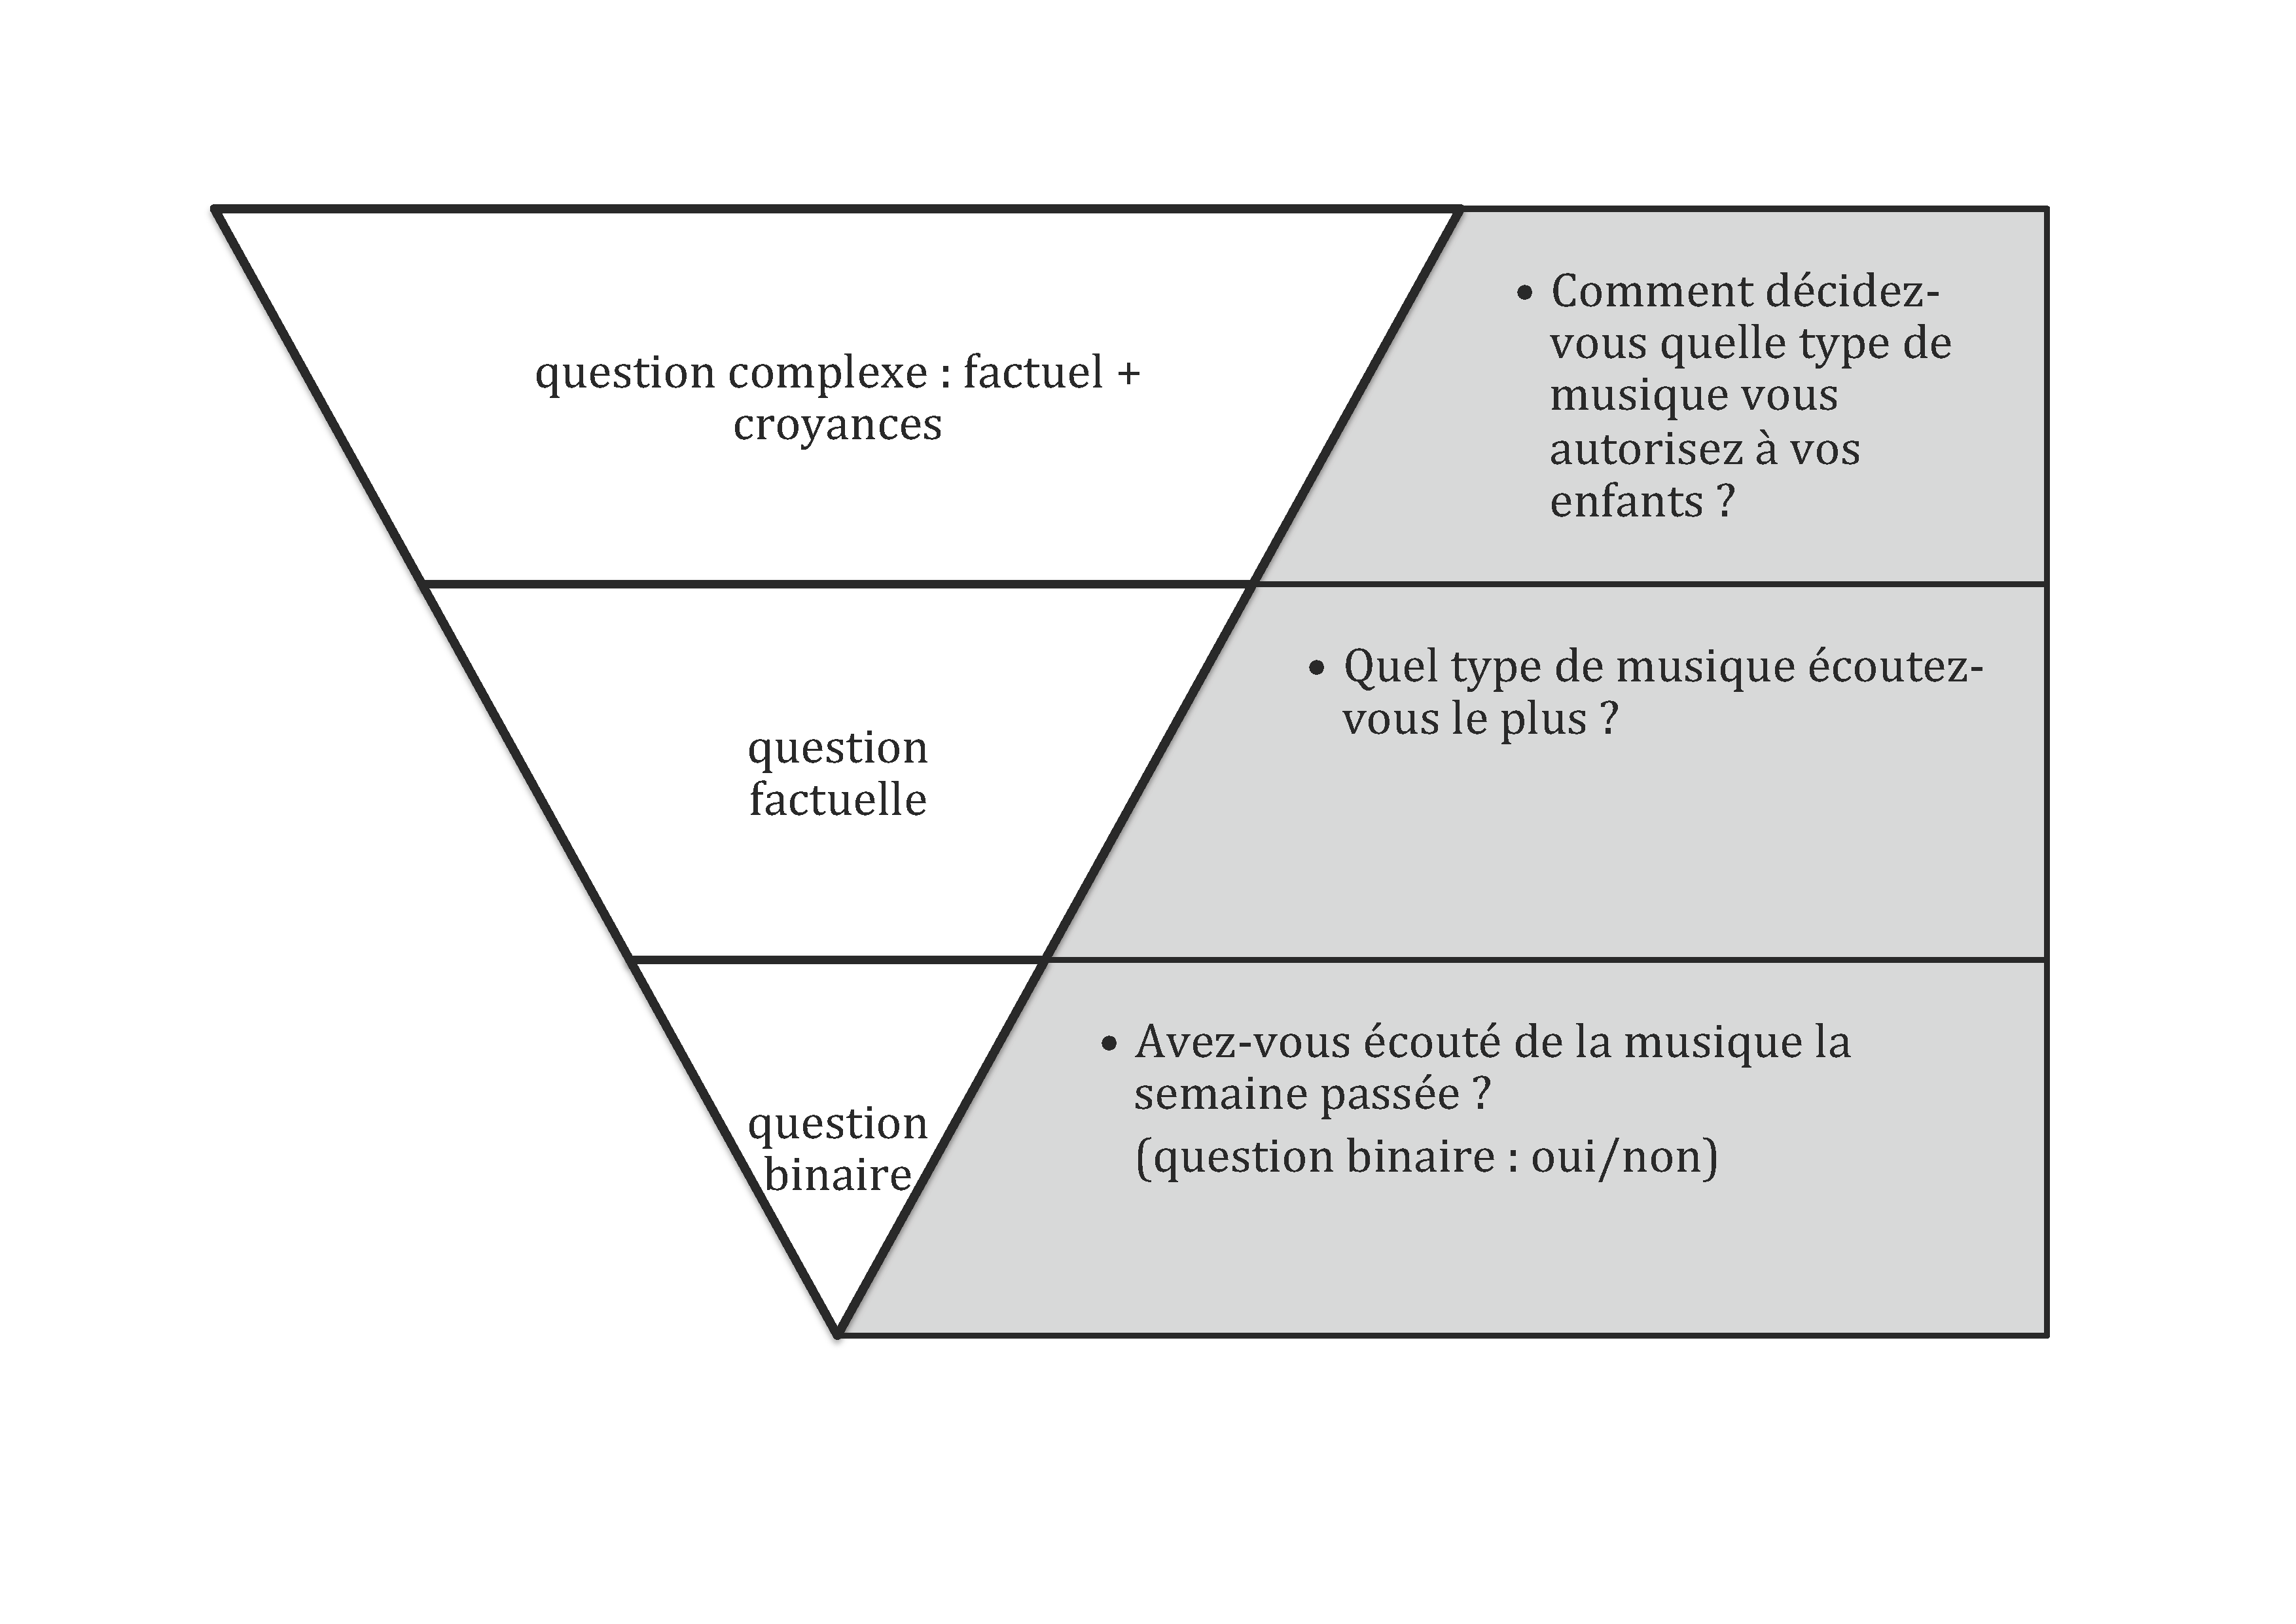 question complexe : factuel +
croyances
• Comment décidez-
vous quelle type de
musique vous
autorisez à vos
enfants ?
question
factuelle
• Quel type de musique écoutez-
vous le plus ?
question
binaire
• Avez-vous écouté de la musique la
semaine passée ?
(question binaire : oui/non)